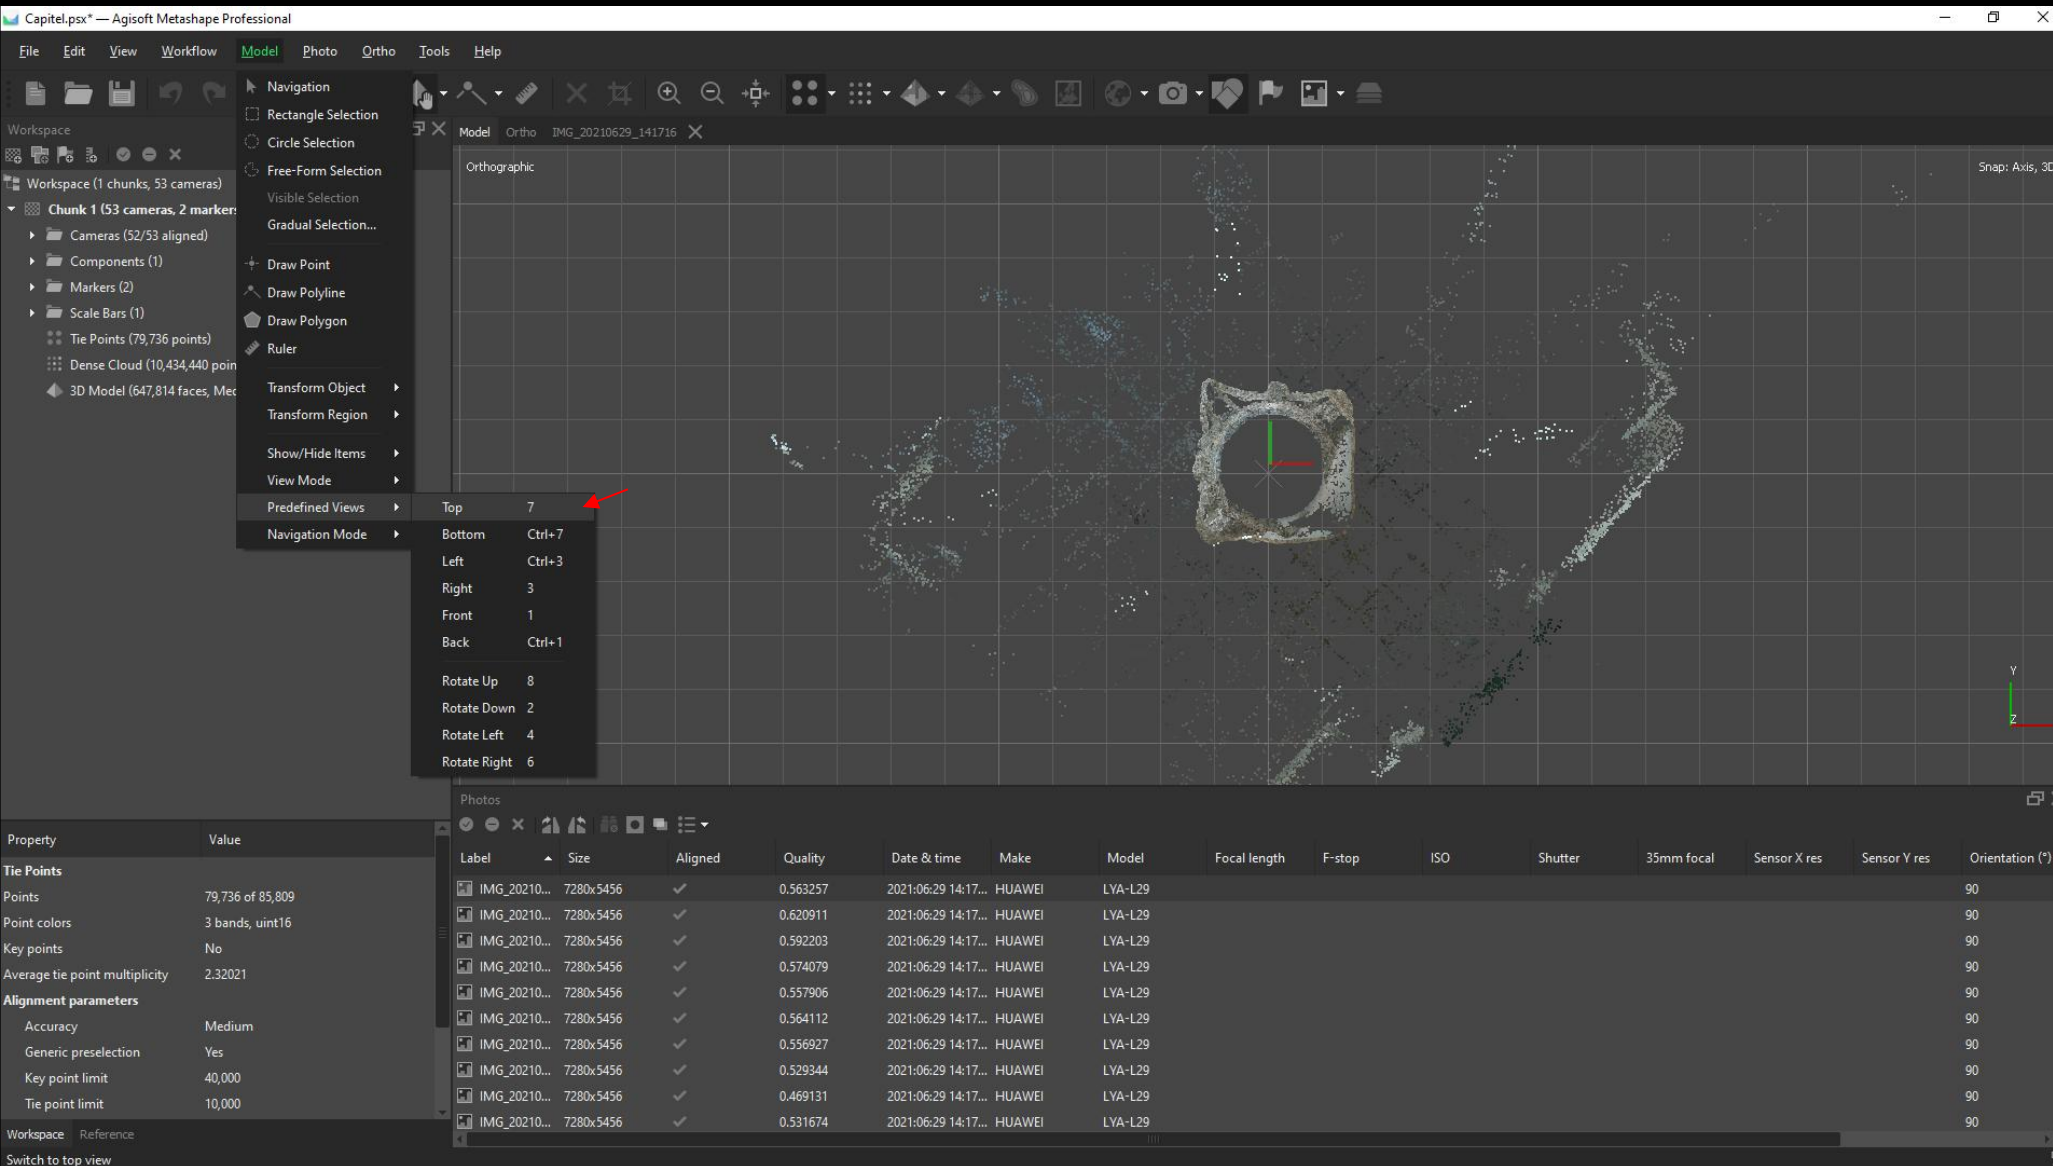 Capitel.psx* — Agisoft Metashape Professional
File Edit View Workflow Model Photo Ortho Tools Help
Workspace
Workspace (1 chunks, 53 cameras)
Chunk 1 (53 cameras, 2 markers
Cameras (52/53 aligned)
Components (1)
Markers (2)
Scale Bars (1)
Tie Points (79,736 points)
Dense Cloud (10,434,440 poin
3D Model (647,814 faces, Med
Navigation
Rectangle Selection
Circle Selection
Free-Form Selection
Visible Selection
Gradual Selection...
Draw Point
Draw Polyline
Draw Polygon
Ruler
Transform Object
Transform Region
Show/Hide Items
View Mode
Predefined Views
Navigation Mode
Top 7
Bottom Ctrl+7
Left Ctrl+3
Right 3
Front 1
Back Ctrl+1
Rotate Up 8
Rotate Down 2
Rotate Left 4
Rotate Right 6
Model Ortho IMG_20210629_141716
Orthographic
Snap: Axis, 3D
Y
Z
Property Value
Tie Points
Points 79,736 of 85,809
Point colors 3 bands, uint16
Key points No
Average tie point multiplicity 2.32021
Alignment parameters
Accuracy Medium
Generic preselection Yes
Key point limit 40,000
Tie point limit 10,000
Workspace Reference
Switch to top view
Photos
Label Size Aligned Quality Date & time Make Model Focal length F-stop ISO Shutter 35mm focal Sensor X res Sensor Y res Orientation (°)
IMG_20210... 7280x5456 0.563257 2021:06:29 14:17... HUAWEI LYA-L29 90
IMG_20210... 7280x5456 0.620911 2021:06:29 14:17... HUAWEI LYA-L29 90
IMG_20210... 7280x5456 0.592203 2021:06:29 14:17... HUAWEI LYA-L29 90
IMG_20210... 7280x5456 0.574079 2021:06:29 14:17... HUAWEI LYA-L29 90
IMG_20210... 7280x5456 0.557906 2021:06:29 14:17... HUAWEI LYA-L29 90
IMG_20210... 7280x5456 0.564112 2021:06:29 14:17... HUAWEI LYA-L29 90
IMG_20210... 7280x5456 0.556927 2021:06:29 14:17... HUAWEI LYA-L29 90
IMG_20210... 7280x5456 0.529344 2021:06:29 14:17... HUAWEI LYA-L29 90
IMG_20210... 7280x5456 0.469131 2021:06:29 14:17... HUAWEI LYA-L29 90
IMG_20210... 7280x5456 0.531674 2021:06:29 14:17... HUAWEI LYA-L29 90